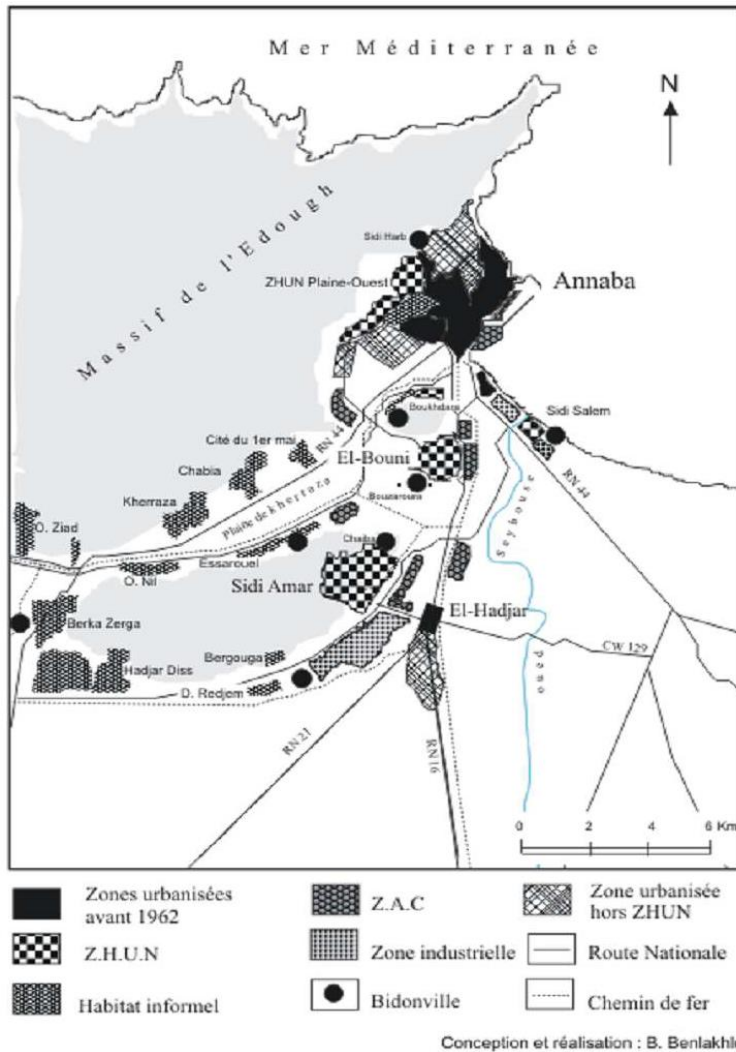 Mer Méditerranée
N
Massif de l'Edough
Sidi Harb
ZHUN Plaine-Ouest
Annaba
Sidi Salem
RN 44
Cité du 1er mai
El-Bouni
RN 44
Chabia
Kherraza
Plaine de kherraza
Seybouse
O. Ziad
Chaiba
Essarouel
O. Nil
Sidi Amar
El-Hadjar
Berka Zerga
CW 129
Bergouga
Hadjar Diss
D. Redjem
RN 21
RN 16
0 2 4 6 Km
Zones urbanisées
avant 1962
Z.A.C
Zone urbanisée
hors ZHUN
Z.H.U.N
Zone industrielle
Route Nationale
Habitat informel
Bidonville
Chemin de fer
Conception et réalisation : B. Benlakhle